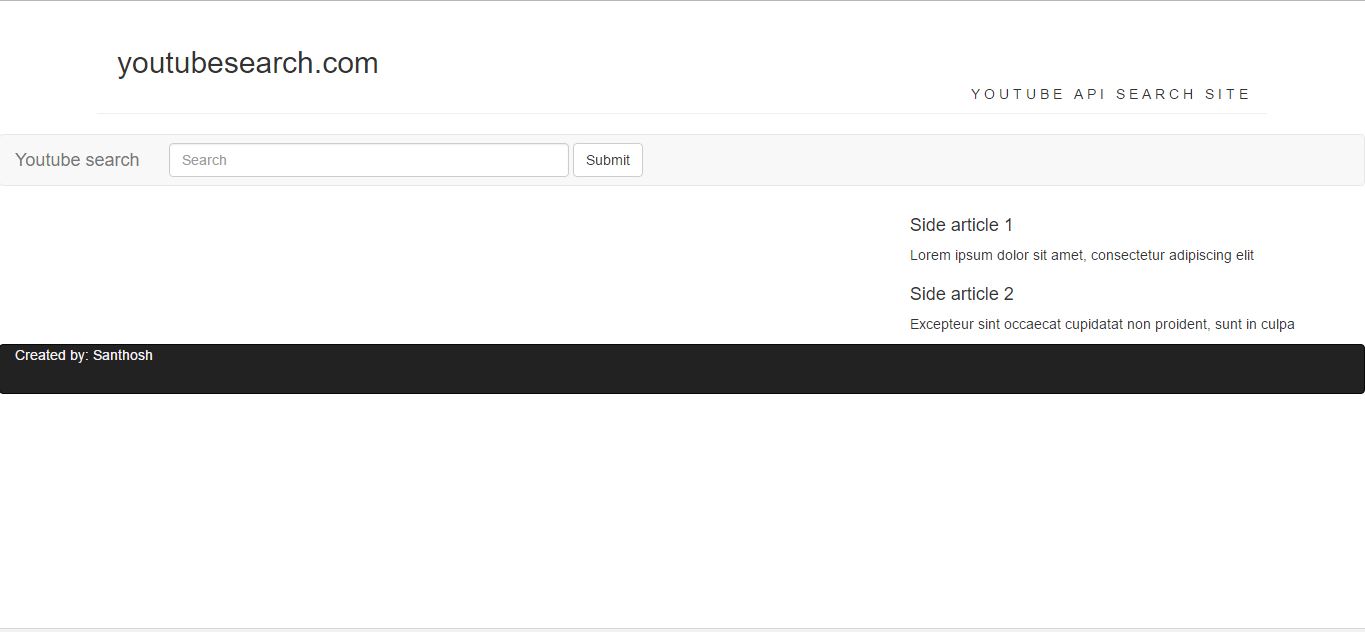 youtubesearch.com
YOUTUBE API SEARCH SITE
Youtube search
Search
Submit
Side article 1
Lorem ipsum dolor sit amet, consectetur adipiscing elit
Side article 2
Excepteur sint occaecat cupidatat non proident, sunt in culpa
Created by: Santhosh